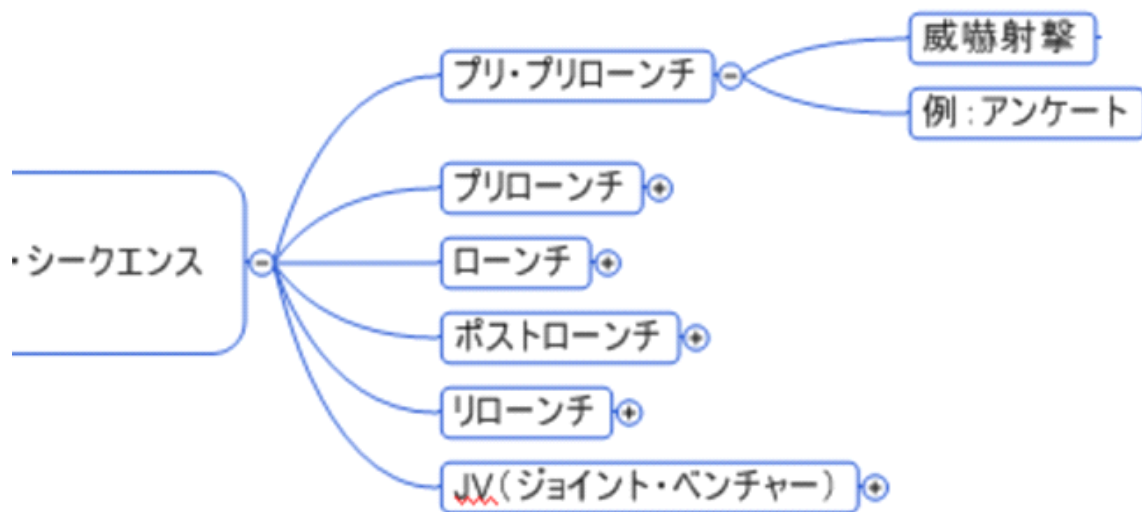 ・シークエンス
プリ・プリローンチ
威嚇射撃
例：アンケート
プリローンチ
ローンチ
ポストローンチ
リローンチ
JV（ジョイント・ベンチャー）